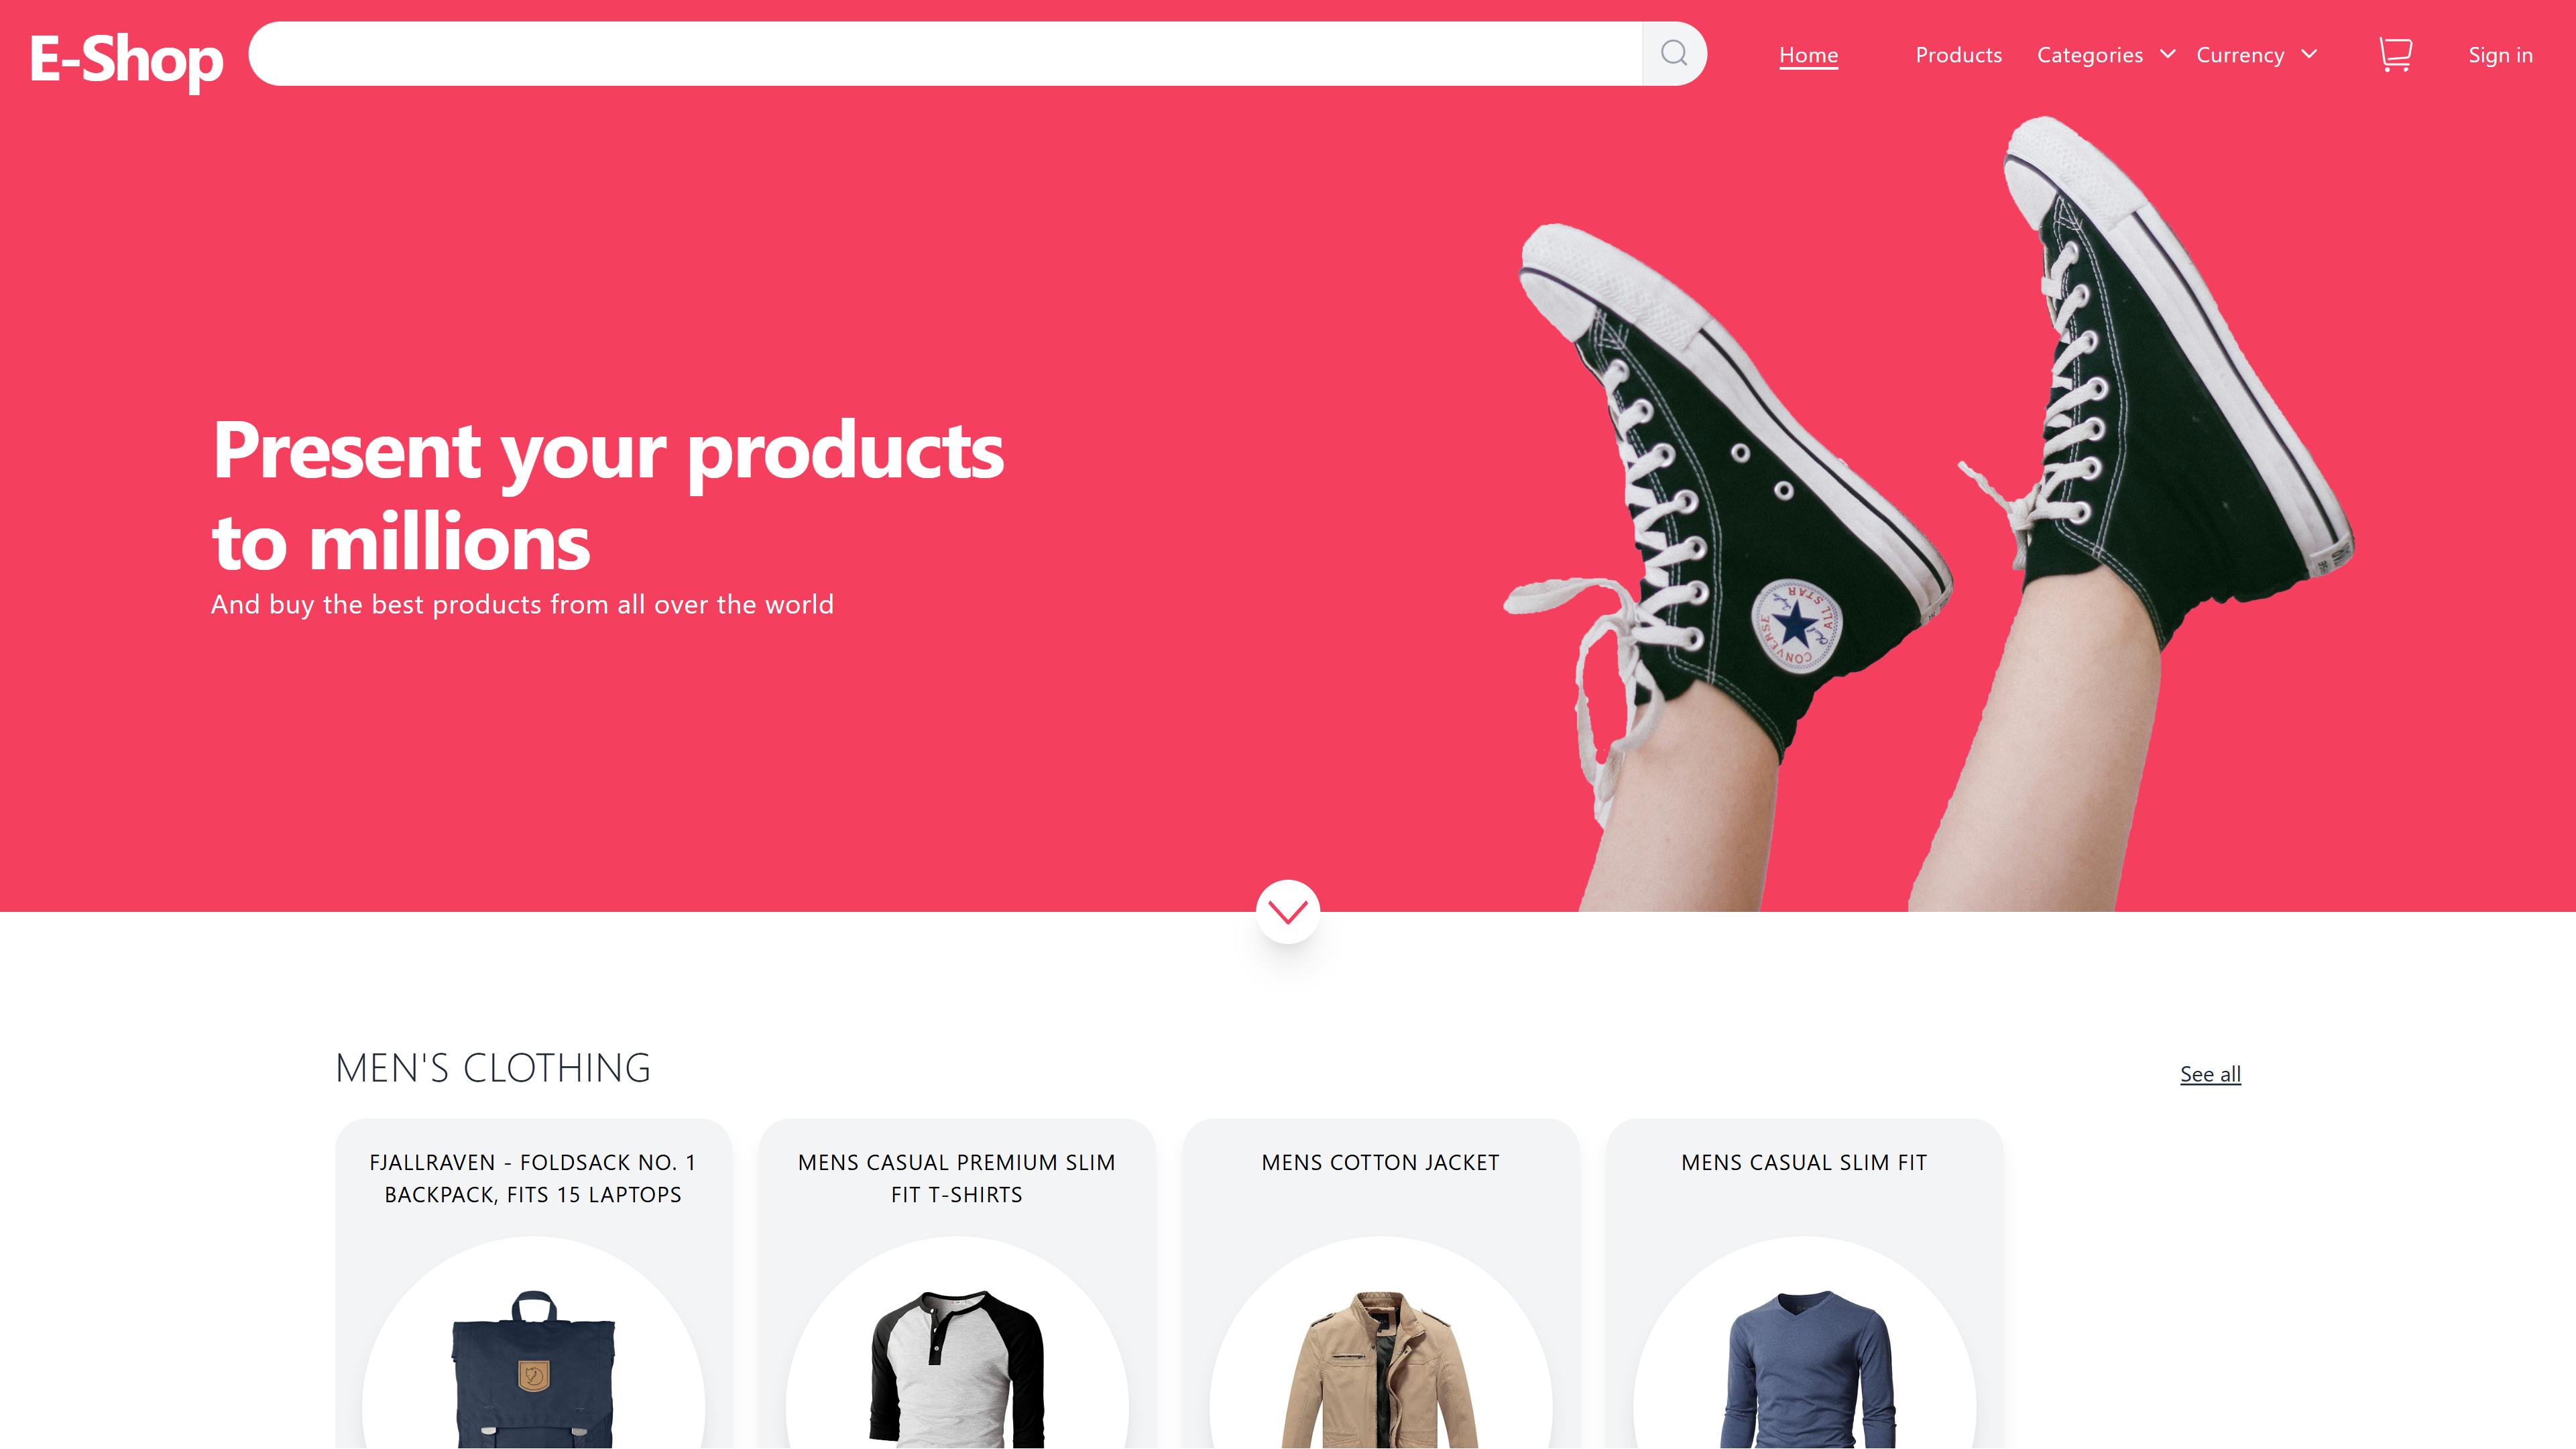 E-Shop
Home
Products
Categories
Currency
Sign in
Present your products
to millions
And buy the best products from all over the world
CONVERSE
ALL STAR
MEN'S CLOTHING
See all
FJALLRAVEN - FOLDSACK NO. 1
BACKPACK, FITS 15 LAPTOPS
MENS CASUAL PREMIUM SLIM
FIT T-SHIRTS
MENS COTTON JACKET
MENS CASUAL SLIM FIT